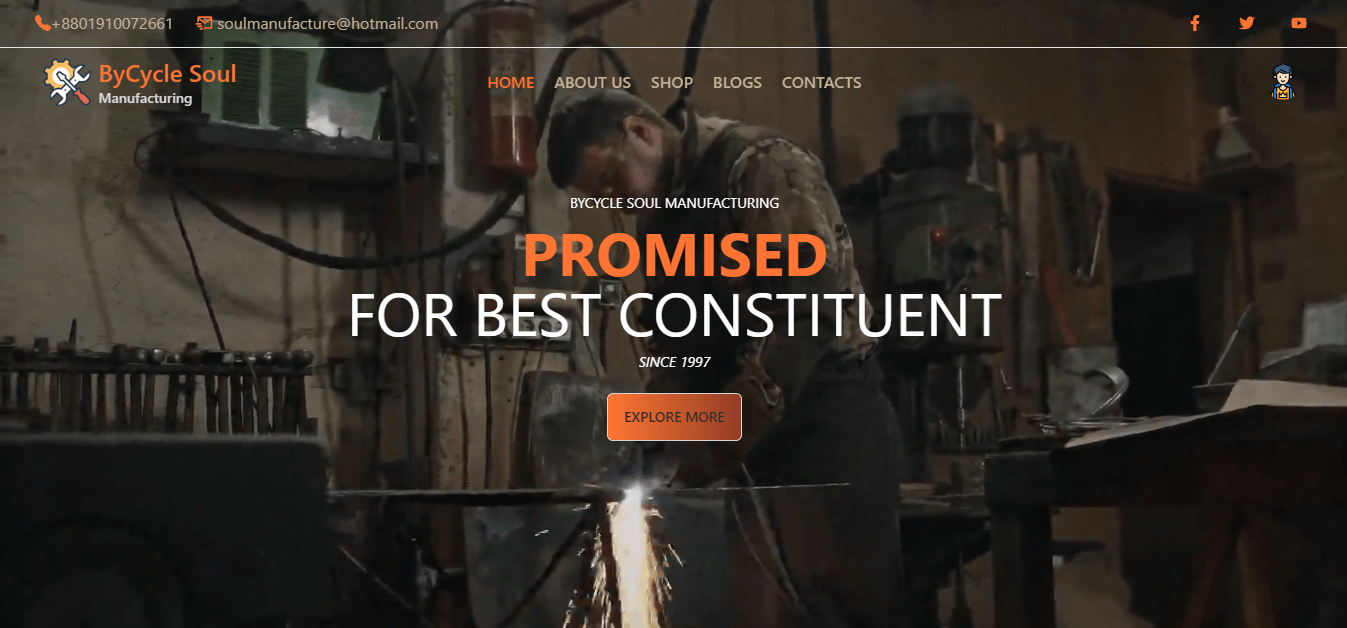 +8801910072661 soulmanufacture@hotmail.com
ByCycle Soul
Manufacturing
HOME ABOUT US SHOP BLOGS CONTACTS
BYCYCLE SOUL MANUFACTURING
PROMISED
FOR BEST CONSTITUENT
SINCE 1997
EXPLORE MORE